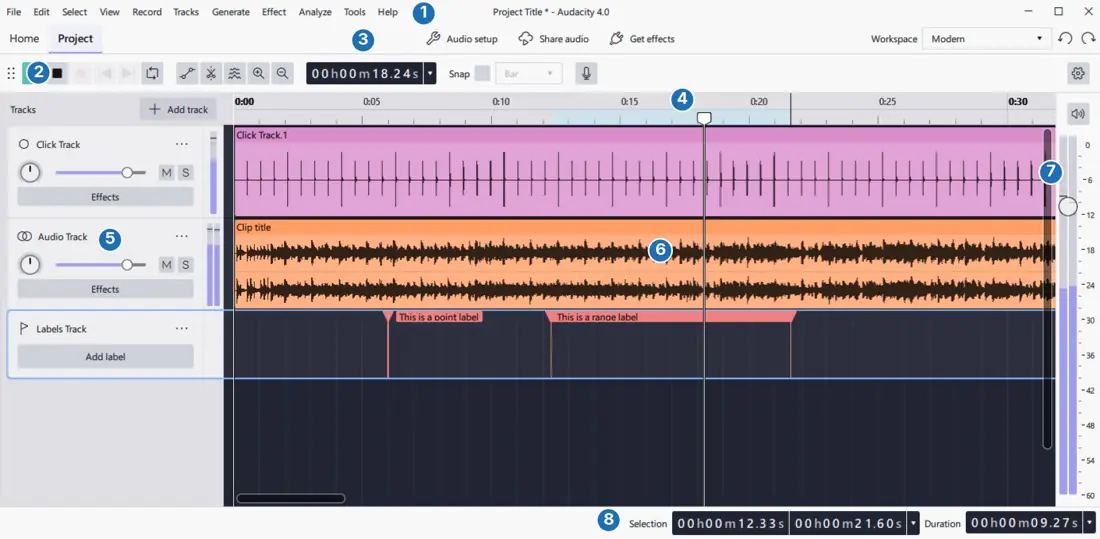 File Edit Select View Record Tracks Generate Effect Analyze Tools Help 1 Project Title * - Audacity 4.0
Home Project 3 Audio setup Share audio Get effects Workspace Modern
2 00h00m18.24s Snap Bar
Tracks Add track 0:00 0:05 0:10 0:15 4 0:20 0:25 0:30
Click Track.1
Click Track
M S
Effects
7
Clip title
Audio Track 5
6
M S
Effects
This is a point label This is a range label
Labels Track
Add label
0
-6
-12
-18
-24
-30
-36
-42
-48
-54
-60
8 Selection 00h00m12.33s 00h00m21.60s Duration 00h00m09.27s